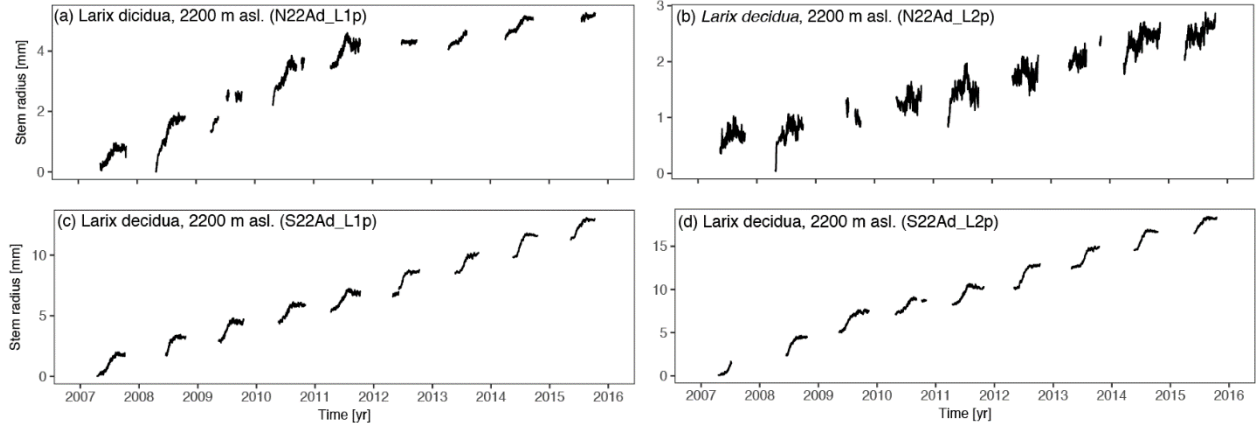 (a) Larix dicidua, 2200 m asl. (N22Ad_L1p)
Stem radius [mm]
4
2
0
(b) Larix decidua, 2200 m asl. (N22Ad_L2p)
3
2
1
0
(c) Larix decidua, 2200 m asl. (S22Ad_L1p)
Stem radius [mm]
10
5
0
2007 2008 2009 2010 2011 2012 2013 2014 2015 2016
Time [yr]
(d) Larix decidua, 2200 m asl. (S22Ad_L2p)
15
10
5
0
2007 2008 2009 2010 2011 2012 2013 2014 2015 2016
Time [yr]